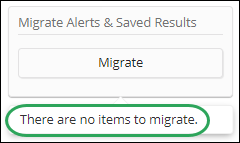 Migrate Alerts & Saved Results
Migrate
There are no items to migrate.